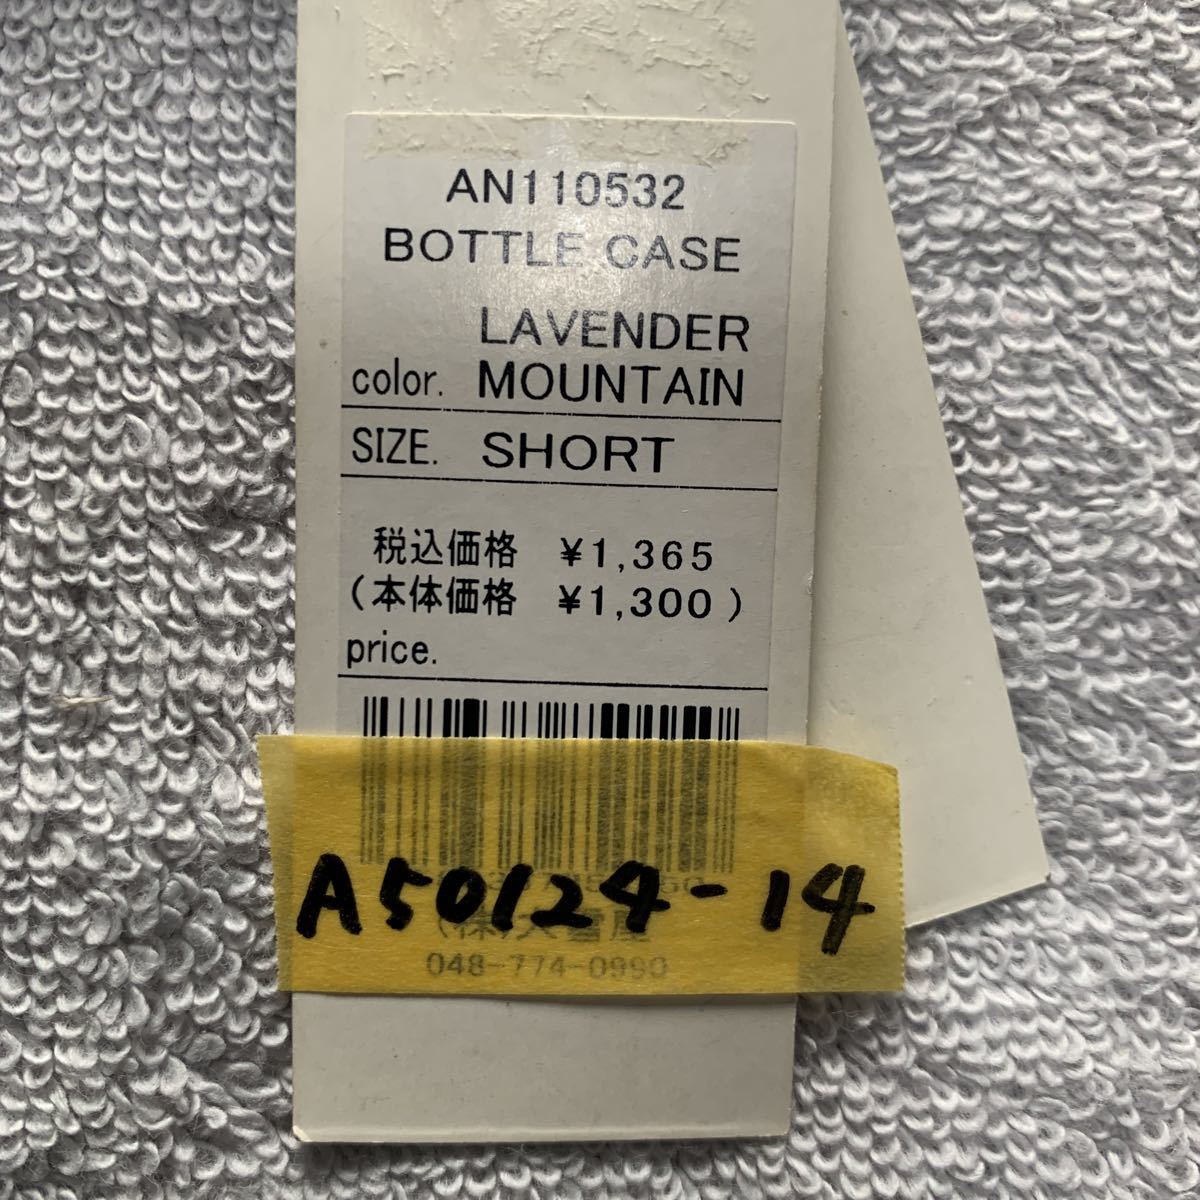 AN110532
BOTTLE CASE
LAVENDER
color. MOUNTAIN
SIZE. SHORT
税込価格 ¥1,365
(本体価格 ¥1,300)
price.
A50124-14
048-774-0990